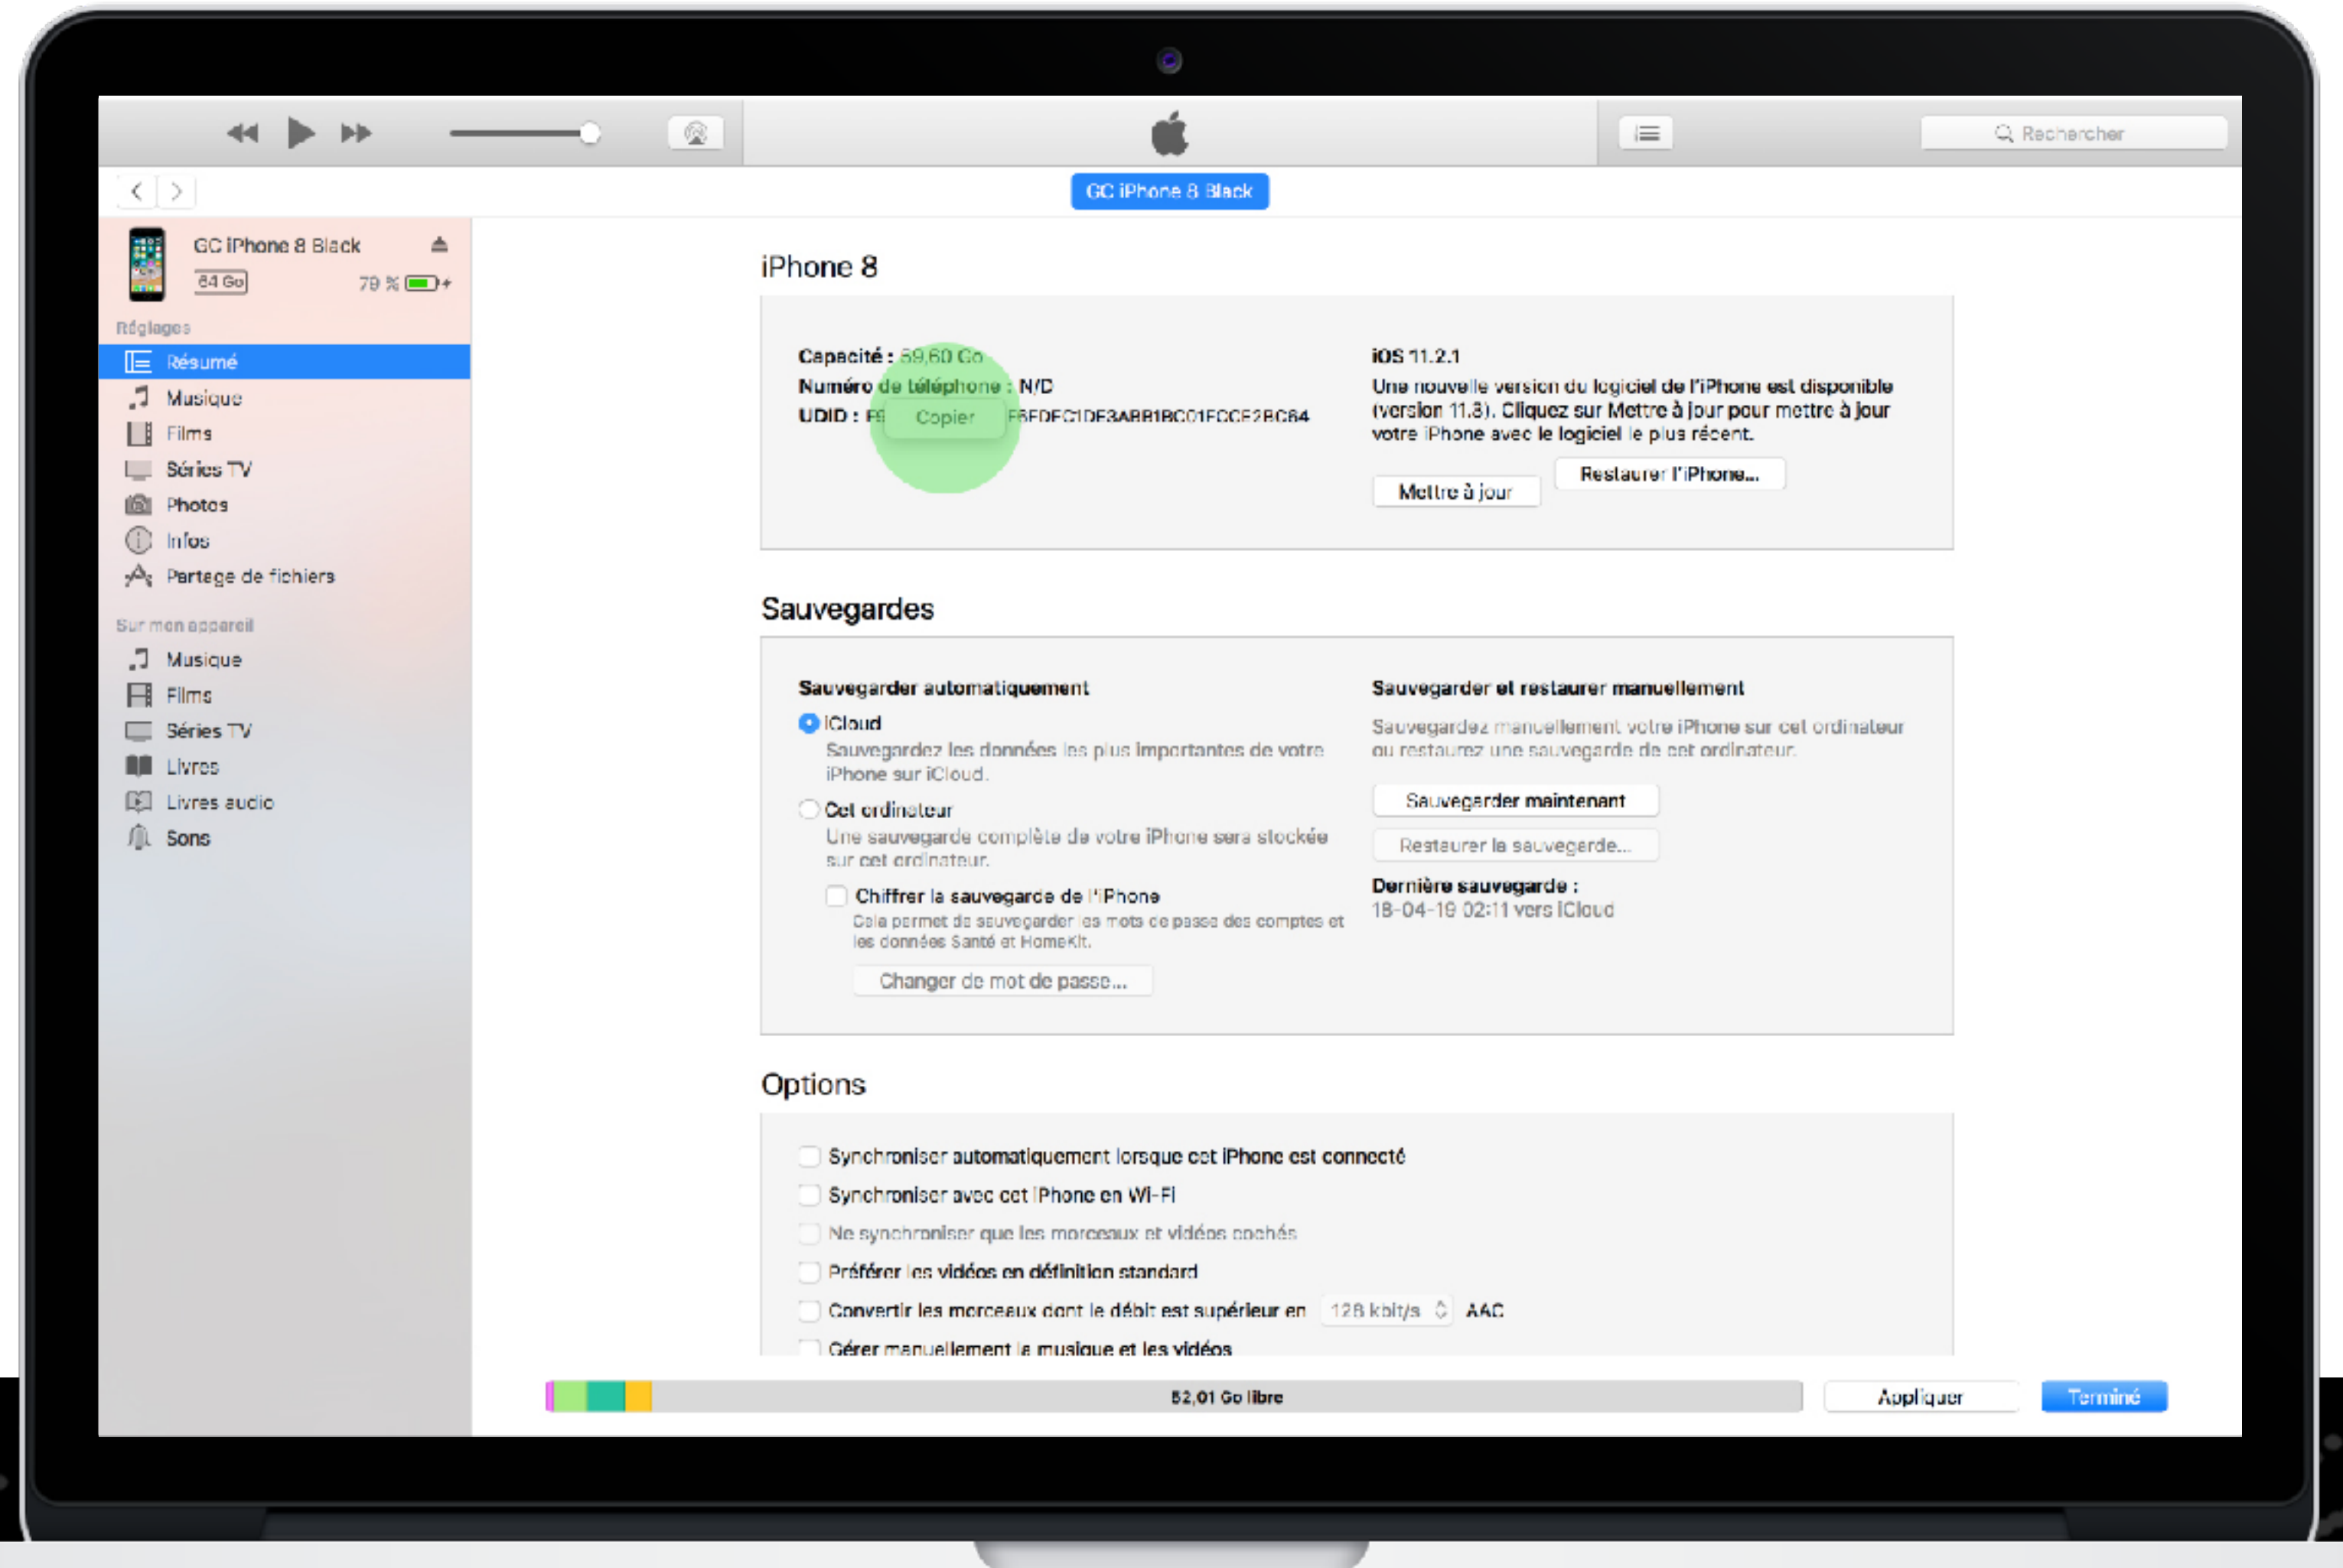 Rechercher
GC iPhone 8 Black
GC iPhone 8 Black
64 Go
79 %
Réglages
Résumé
Musique
Films
Séries TV
Photos
Infos
Partage de fichiers
Sur mon appareil
Musique
Films
Séries TV
Livres
Livres audio
Sons
iPhone 8
Capacité : 59,60 Go
Numéro de téléphone : N/D
UDID :
Copier
iOS 11.2.1
Une nouvelle version du logiciel de l'iPhone est disponible
(version 11.3). Cliquez sur Mettre à jour pour mettre à jour
votre iPhone avec le logiciel le plus récent.
Mettre à jour
Restaurer l'iPhone...
Sauvegardes
Sauvegarder automatiquement
iCloud
Sauvegardez les données les plus importantes de votre
iPhone sur iCloud.
Cet ordinateur
Une sauvegarde complète de votre iPhone sera stockée
sur cet ordinateur.
Chiffrer la sauvegarde de l'iPhone
Cela permet de sauvegarder les mots de passe des comptes et
les données Santé et HomeKit.
Changer de mot de passe...
Sauvegarder et restaurer manuellement
Sauvegardez manuellement votre iPhone sur cet ordinateur
ou restaurez une sauvegarde de cet ordinateur.
Sauvegarder maintenant
Restaurer la sauvegarde...
Dernière sauvegarde :
18-04-19 02:11 vers iCloud
Options
Synchroniser automatiquement lorsque cet iPhone est connecté
Synchroniser avec cet iPhone en Wi-Fi
Ne synchroniser que les morceaux et vidéos cochés
Préférer les vidéos en définition standard
Convertir les morceaux dont le débit est supérieur en 128 kbit/s AAC
Gérer manuellement la musique et les vidéos
52,01 Go libre
Appliquer
Terminé